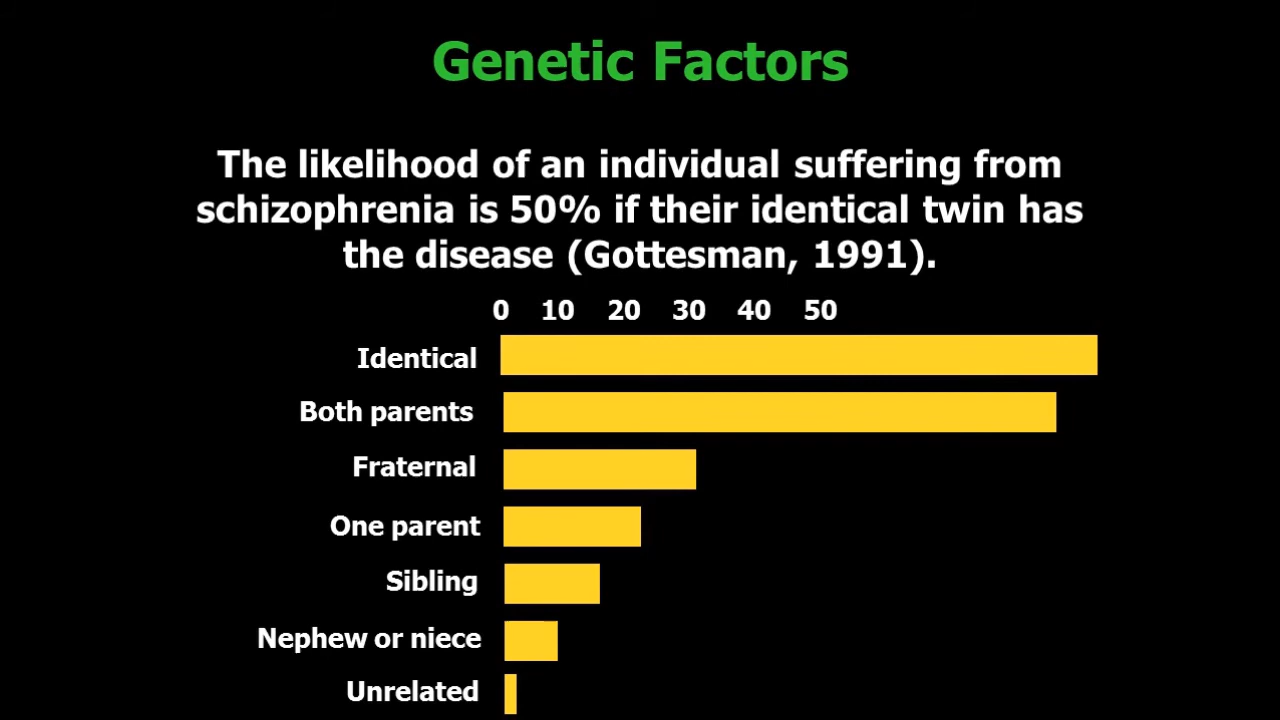 Genetic Factors
The likelihood of an individual suffering from
schizophrenia is 50% if their identical twin has
the disease (Gottesman, 1991).
0 10 20 30 40 50
Identical
Both parents
Fraternal
One parent
Sibling
Nephew or niece
Unrelated